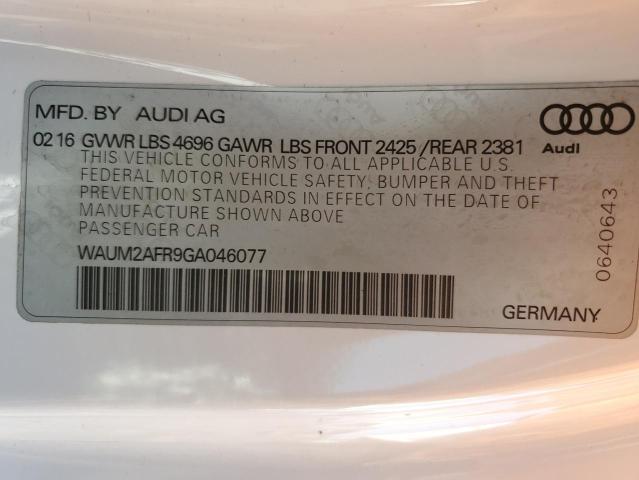 MFD. BY AUDI AG
02 16 GVWR LBS 4696 GAWR LBS FRONT 2425 / REAR 2381
THIS VEHICLE CONFORMS TO ALL APPLICABLE U.S.
FEDERAL MOTOR VEHICLE SAFETY, BUMPER AND THEFT
PREVENTION STANDARDS IN EFFECT ON THE DATE OF
MANUFACTURE SHOWN ABOVE
PASSENGER CAR
WAUM2AFR9GA046077
Audi
0640643
GERMANY